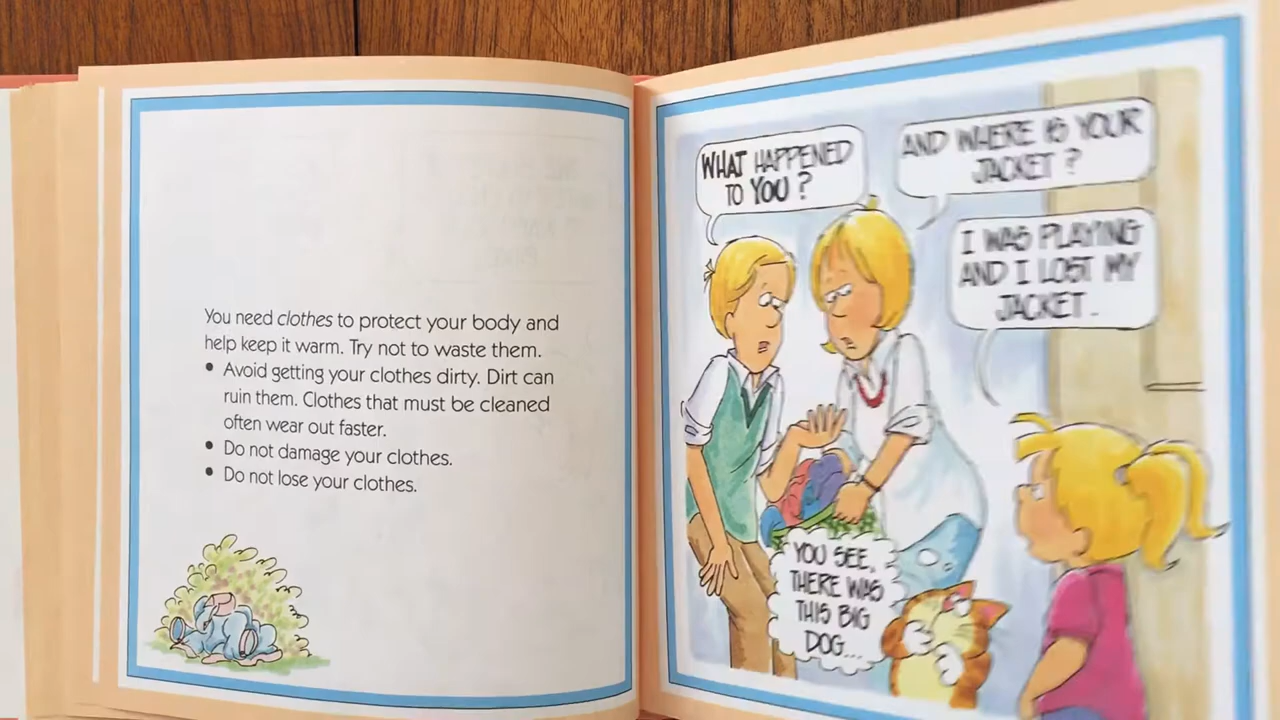 You need clothes to protect your body and
help keep it warm. Try not to waste them.
• Avoid getting your clothes dirty. Dirt can
ruin them. Clothes that must be cleaned
often wear out faster.
• Do not damage your clothes.
• Do not lose your clothes.
WHAT HAPPENED
TO YOU ?
AND WHERE IS YOUR
JACKET ?
I WAS PLAYING
AND I LOST MY
JACKET.
YOU SEE,
THERE WAS
THIS BIG
DOG...